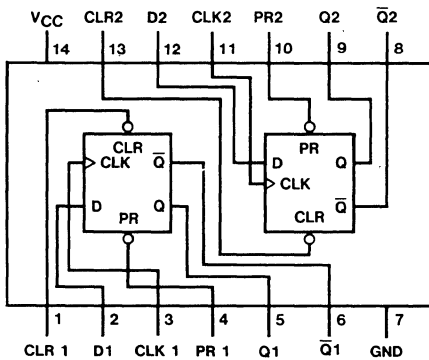 VCC CLR2 D2 CLK2 PR2 Q2 Q̅2
14 13 12 11 10 9 8
CLR PR
CLK Q̅ D Q
D Q CLK
PR CLR Q̅
1 2 3 4 5 6 7
CLR 1 D1 CLK 1 PR 1 Q1 Q̅1 GND